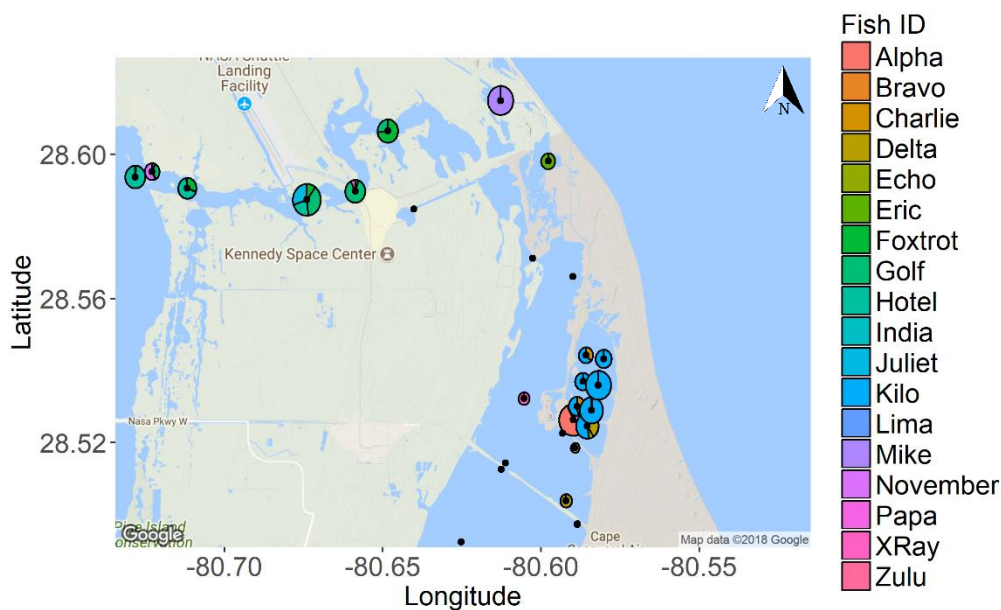 Fish ID
Alpha
Bravo
Charlie
Delta
Echo
Eric
Foxtrot
Golf
Hotel
India
Juliet
Kilo
Lima
Mike
November
Papa
XRay
Zulu
NASA Shuttle
Landing
Facility
N
28.60
Kennedy Space Center
28.56
Latitude
Nasa Pkwy W
28.52
Pine Island
Google
Cape
Map data ©2018 Google
-80.70
-80.65
-80.60
-80.55
Longitude